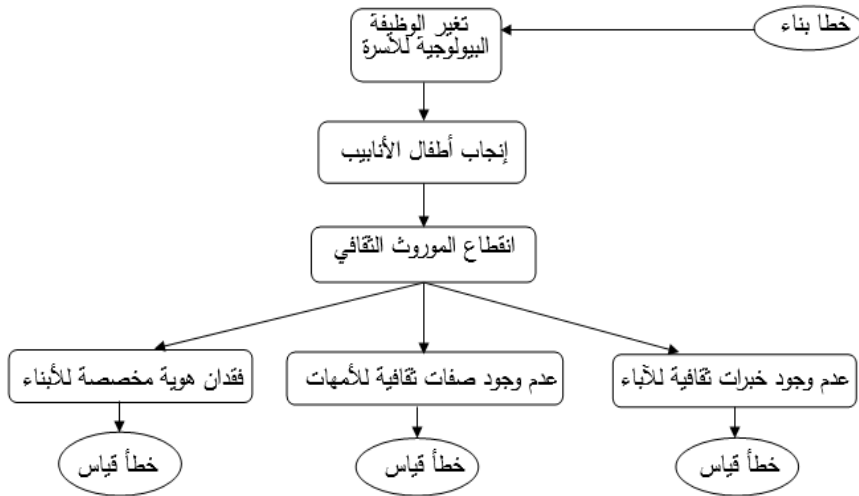 تغير الوظيفة
البيولوجية للأسرة
خطا بناء
إنجاب أطفال الأنابيب
انقطاع الموروث الثقافي
عدم وجود خبرات ثقافية للآباء
عدم وجود صفات ثقافية للأمهات
فقدان هوية مخصصة للأبناء
خطأ قياس
خطأ قياس
خطأ قياس